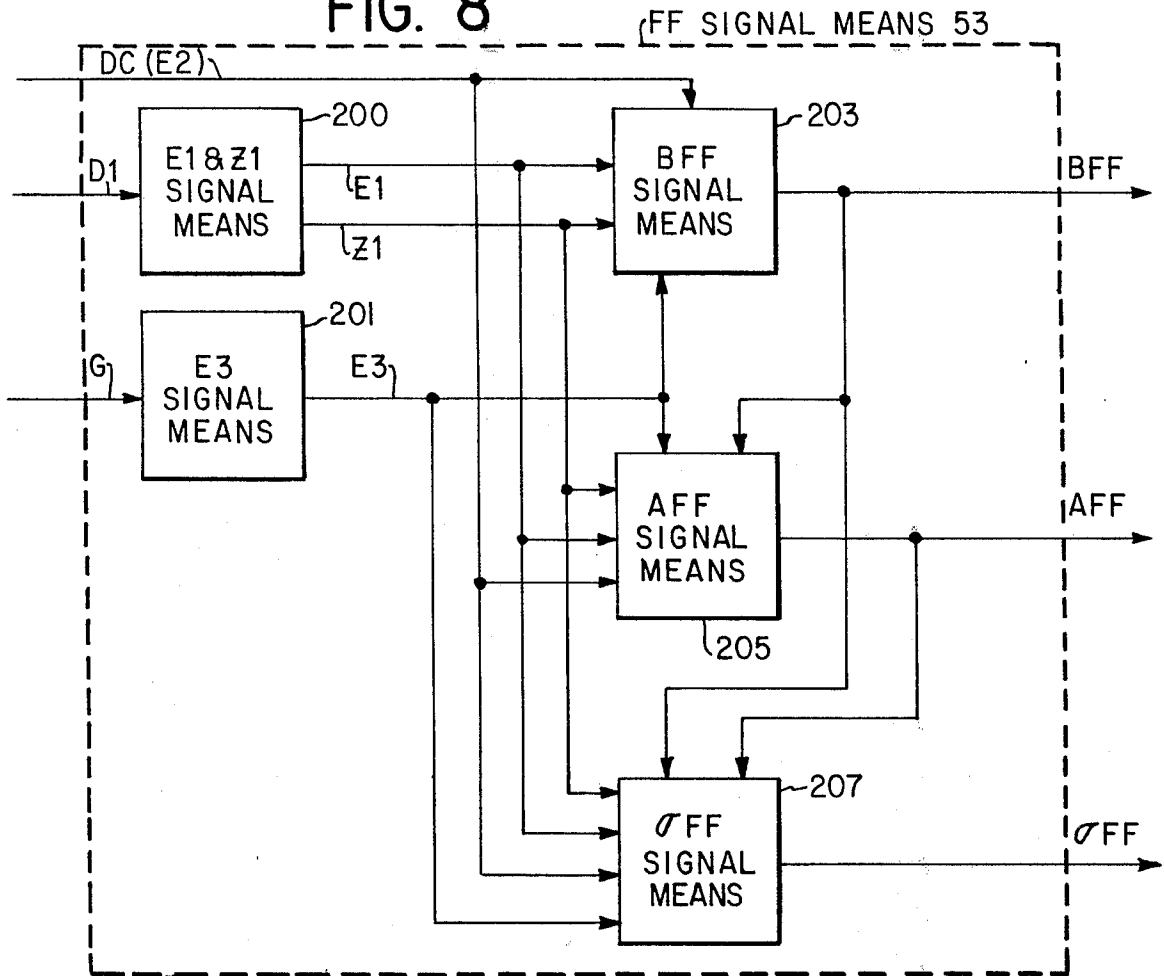 FIG. 8
FF SIGNAL MEANS 53
DC (E2)
200
203
E1 & Z1
SIGNAL
MEANS
D1
E1
Z1
BFF
SIGNAL
MEANS
BFF
201
G
E3
SIGNAL
MEANS
E3
AFF
SIGNAL
MEANS
AFF
205
207
σFF
SIGNAL
MEANS
σFF